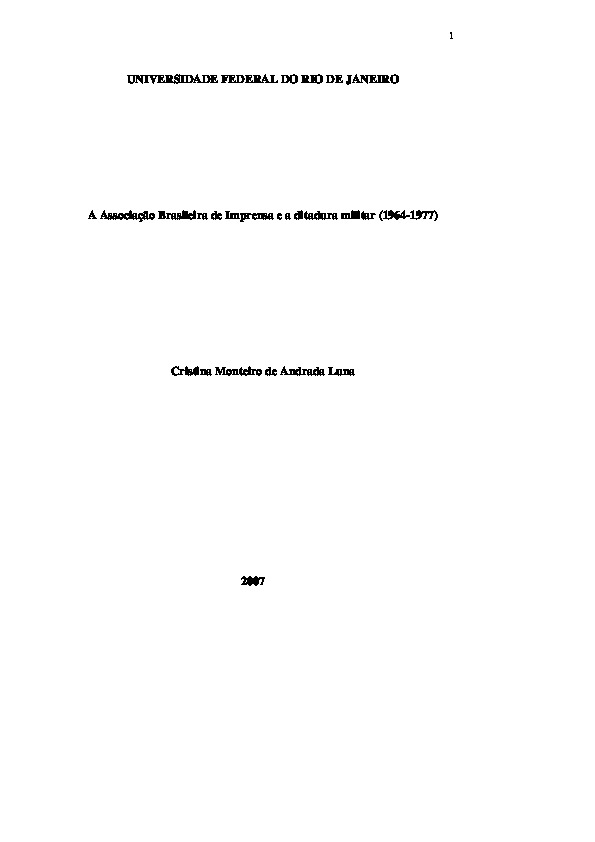 1
UNIVERSIDADE FEDERAL DO RIO DE JANEIRO
A Associação Brasileira de Imprensa e a ditadura militar (1964-1977)
Cristina Monteiro de Andrada Luna
2007